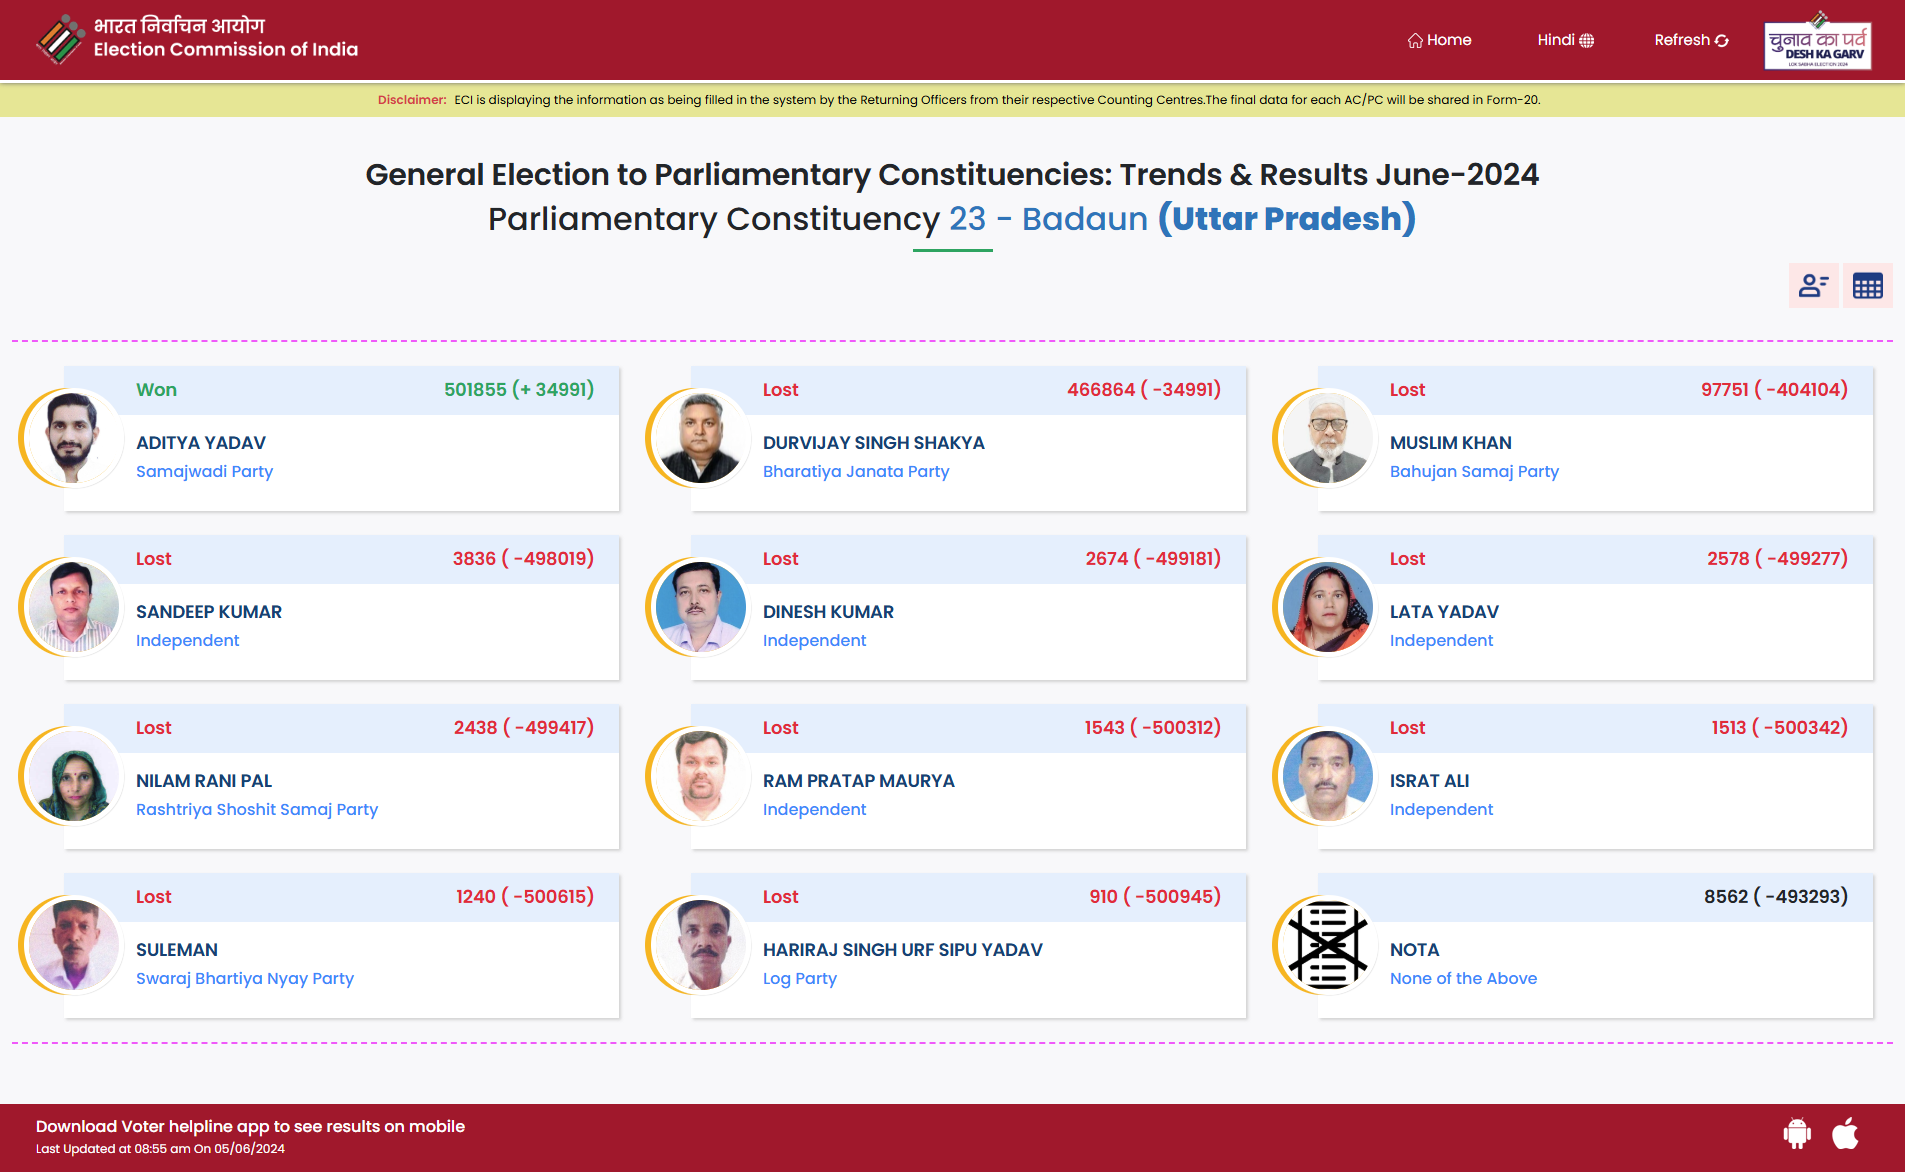 भारत निर्वाचन आयोग
Election Commission of India
Home
Hindi
Refresh
चुनाव का पर्व
DESH KA GARV
LOK SABHA ELECTION 2024
Disclaimer: ECI is displaying the information as being filled in the system by the Returning Officers from their respective Counting Centres.The final data for each AC/PC will be shared in Form-20.
General Election to Parliamentary Constituencies: Trends & Results June-2024
Parliamentary Constituency 23 - Badaun (Uttar Pradesh)
Won 501855 (+ 34991)
ADITYA YADAV
Samajwadi Party
Lost 466864 ( -34991)
DURVIJAY SINGH SHAKYA
Bharatiya Janata Party
Lost 97751 ( -404104)
MUSLIM KHAN
Bahujan Samaj Party
Lost 3836 ( -498019)
SANDEEP KUMAR
Independent
Lost 2674 ( -499181)
DINESH KUMAR
Independent
Lost 2578 ( -499277)
LATA YADAV
Independent
Lost 2438 ( -499417)
NILAM RANI PAL
Rashtriya Shoshit Samaj Party
Lost 1543 ( -500312)
RAM PRATAP MAURYA
Independent
Lost 1513 ( -500342)
ISRAT ALI
Independent
Lost 1240 ( -500615)
SULEMAN
Swaraj Bhartiya Nyay Party
Lost 910 ( -500945)
HARIRAJ SINGH URF SIPU YADAV
Log Party
8562 ( -493293)
NOTA
None of the Above
Download Voter helpline app to see results on mobile
Last Updated at 08:55 am On 05/06/2024